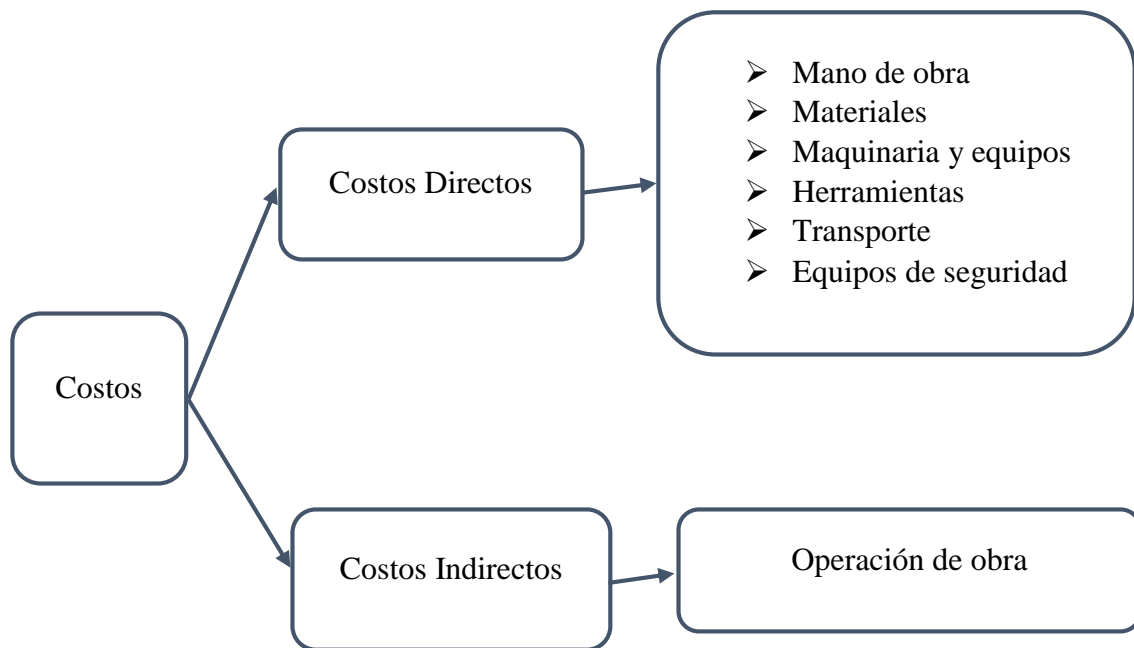 ➢ Mano de obra
➢ Materiales
➢ Maquinaria y equipos
➢ Herramientas
➢ Transporte
➢ Equipos de seguridad
Costos Directos
Costos
Costos Indirectos
Operación de obra